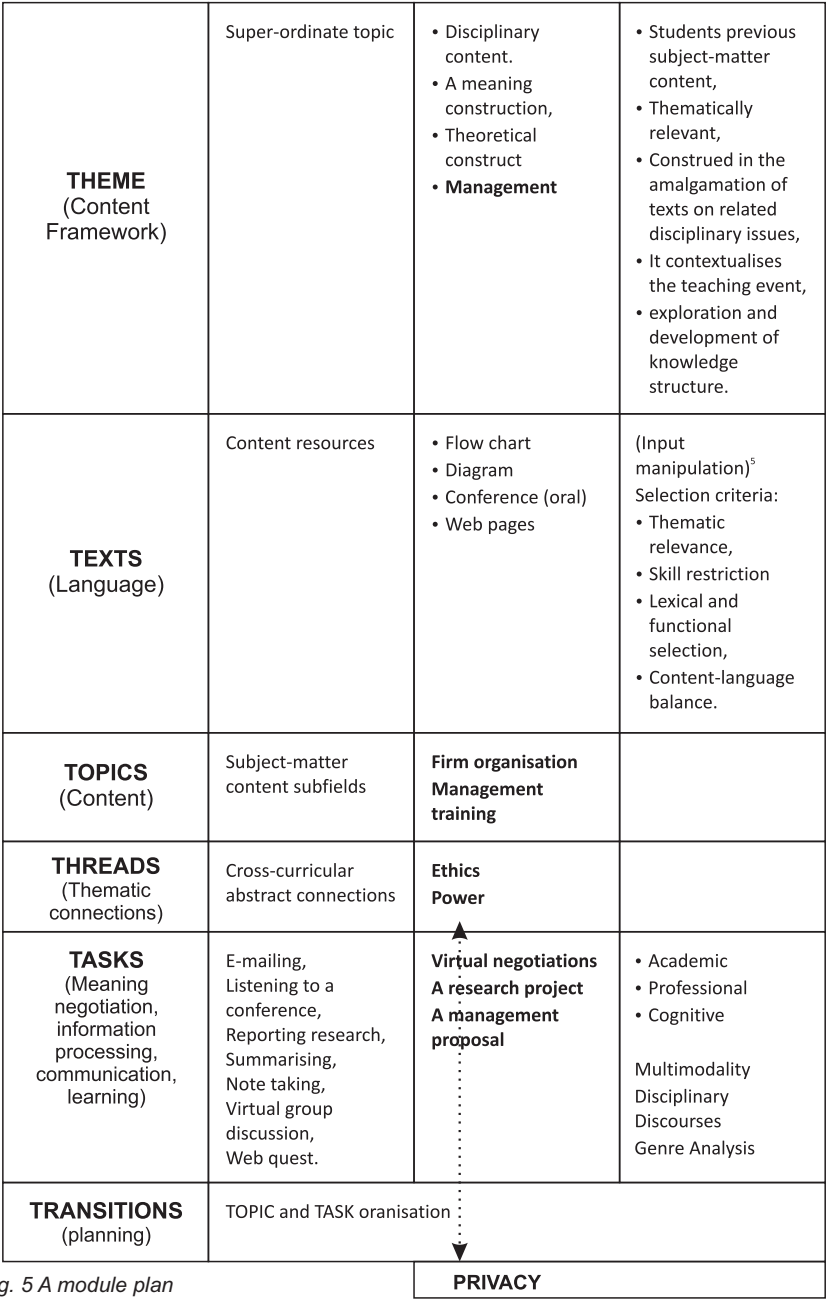 THEME
(Content
Framework)
Super-ordinate topic
• Disciplinary
content.
• A meaning
construction,
• Theoretical
construct
• Management
• Students previous
subject-matter
content,
• Thematically
relevant,
• Construed in the
amalgamation of
texts on related
disciplinary issues,
• It contextualises
the teaching event,
• exploration and
development of
knowledge
structure.
TEXTS
(Language)
Content resources
• Flow chart
• Diagram
• Conference (oral)
• Web pages
(Input
manipulation)5
Selection criteria:
• Thematic
relevance,
• Skill restriction
• Lexical and
functional
selection,
• Content-language
balance.
TOPICS
(Content)
Subject-matter
content subfields
Firm organisation
Management
training
THREADS
(Thematic
connections)
Cross-curricular
abstract connections
Ethics
Power
TASKS
(Meaning
negotiation,
information
processing,
communication,
learning)
E-mailing,
Listening to a
conference,
Reporting research,
Summarising,
Note taking,
Virtual group
discussion,
Web quest.
Virtual negotiations
A research project
A management
proposal
• Academic
• Professional
• Cognitive
Multimodality
Disciplinary
Discourses
Genre Analysis
TRANSITIONS
(planning)
TOPIC and TASK oranisation
g. 5 A module plan
PRIVACY